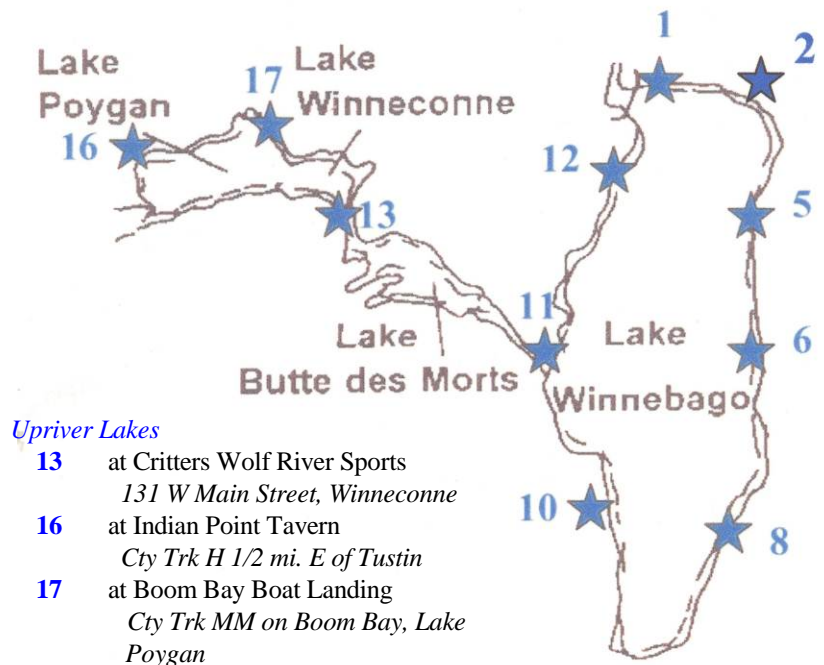 1
2
Lake
Poygan
17
Lake
Winneconne
16
12
13
5
11
Lake
Butte des Morts
Lake
Winnebago
6
10
8
Upriver Lakes
13 at Critters Wolf River Sports
131 W Main Street, Winneconne
16 at Indian Point Tavern
Cty Trk H 1/2 mi. E of Tustin
17 at Boom Bay Boat Landing
Cty Trk MM on Boom Bay, Lake
Poygan